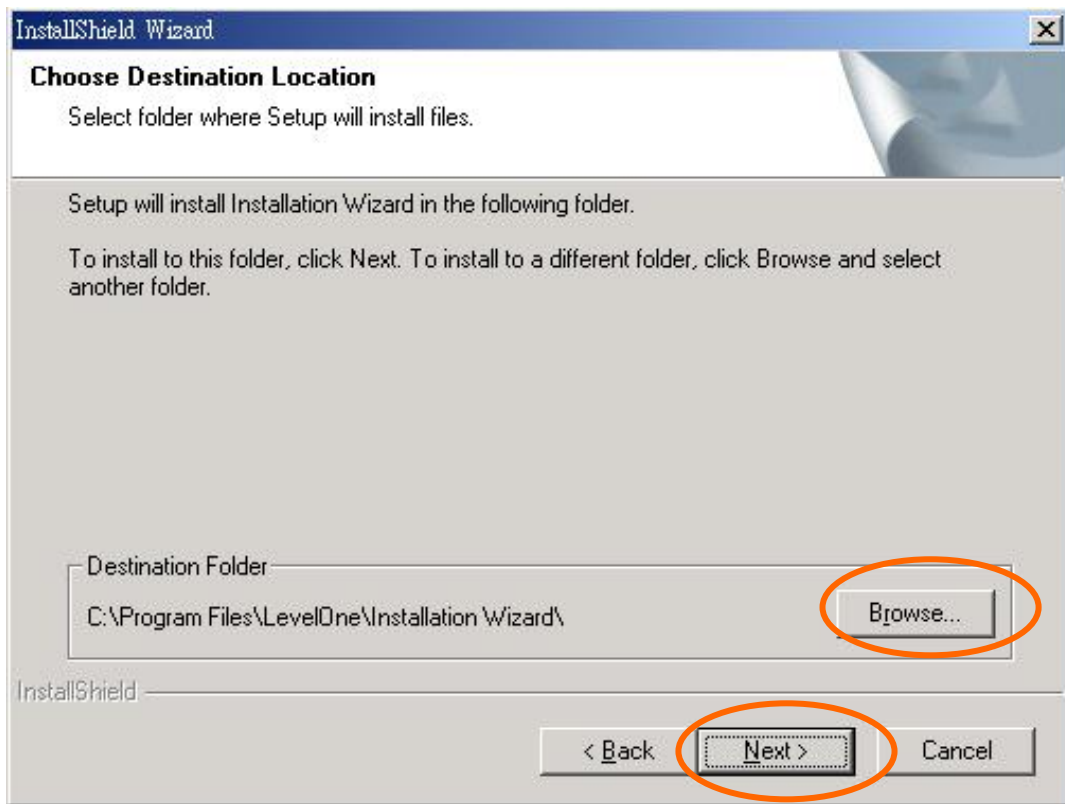 InstallShield Wizard
Choose Destination Location
Select folder where Setup will install files.
Setup will install Installation Wizard in the following folder.
To install to this folder, click Next. To install to a different folder, click Browse and select
another folder.
Destination Folder
C:\Program Files\LevelOne\Installation Wizard\
Browse...
InstallShield
< Back
Next >
Cancel